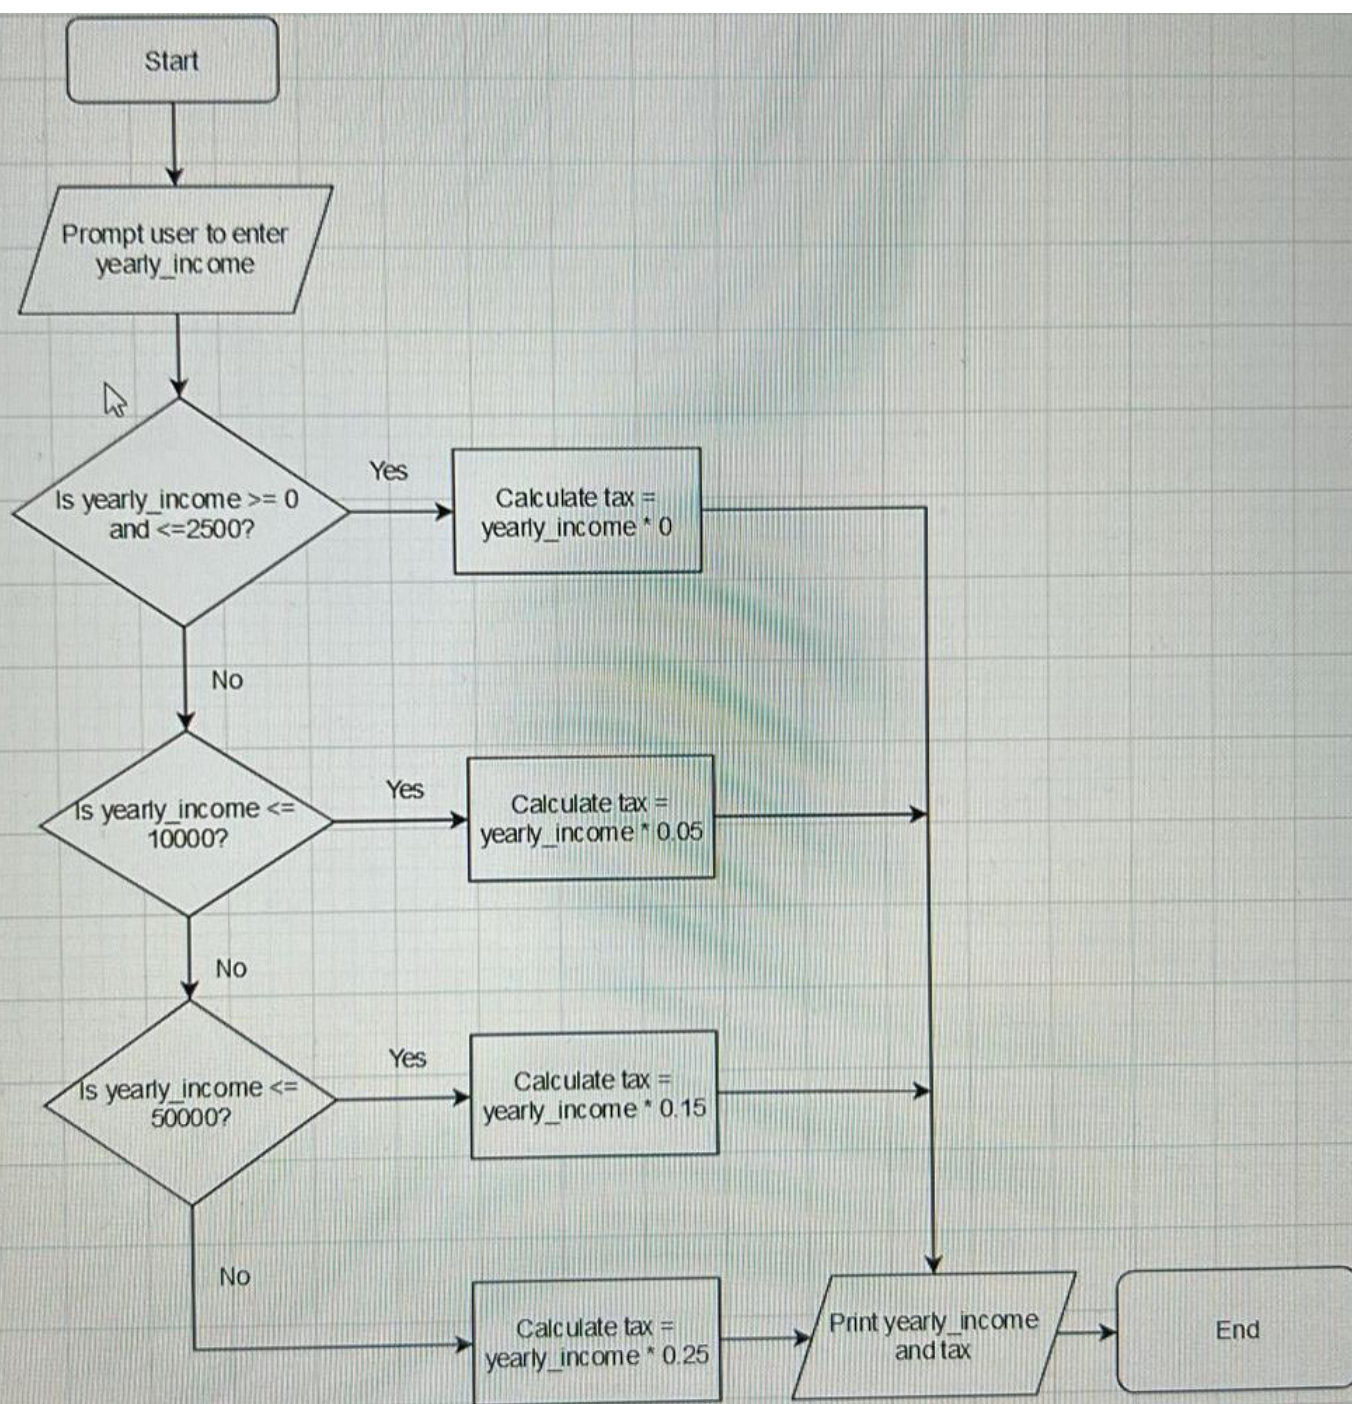 Start
Prompt user to enter
yearly_income
Is yearly_income >= 0
and <=2500?
Yes
Calculate tax =
yearly_income * 0
No
Is yearly_income <=
10000?
Yes
Calculate tax =
yearly_income * 0.05
No
Is yearly_income <=
50000?
Yes
Calculate tax =
yearly_income * 0.15
No
Calculate tax =
yearly_income * 0.25
Print yearly_income
and tax
End